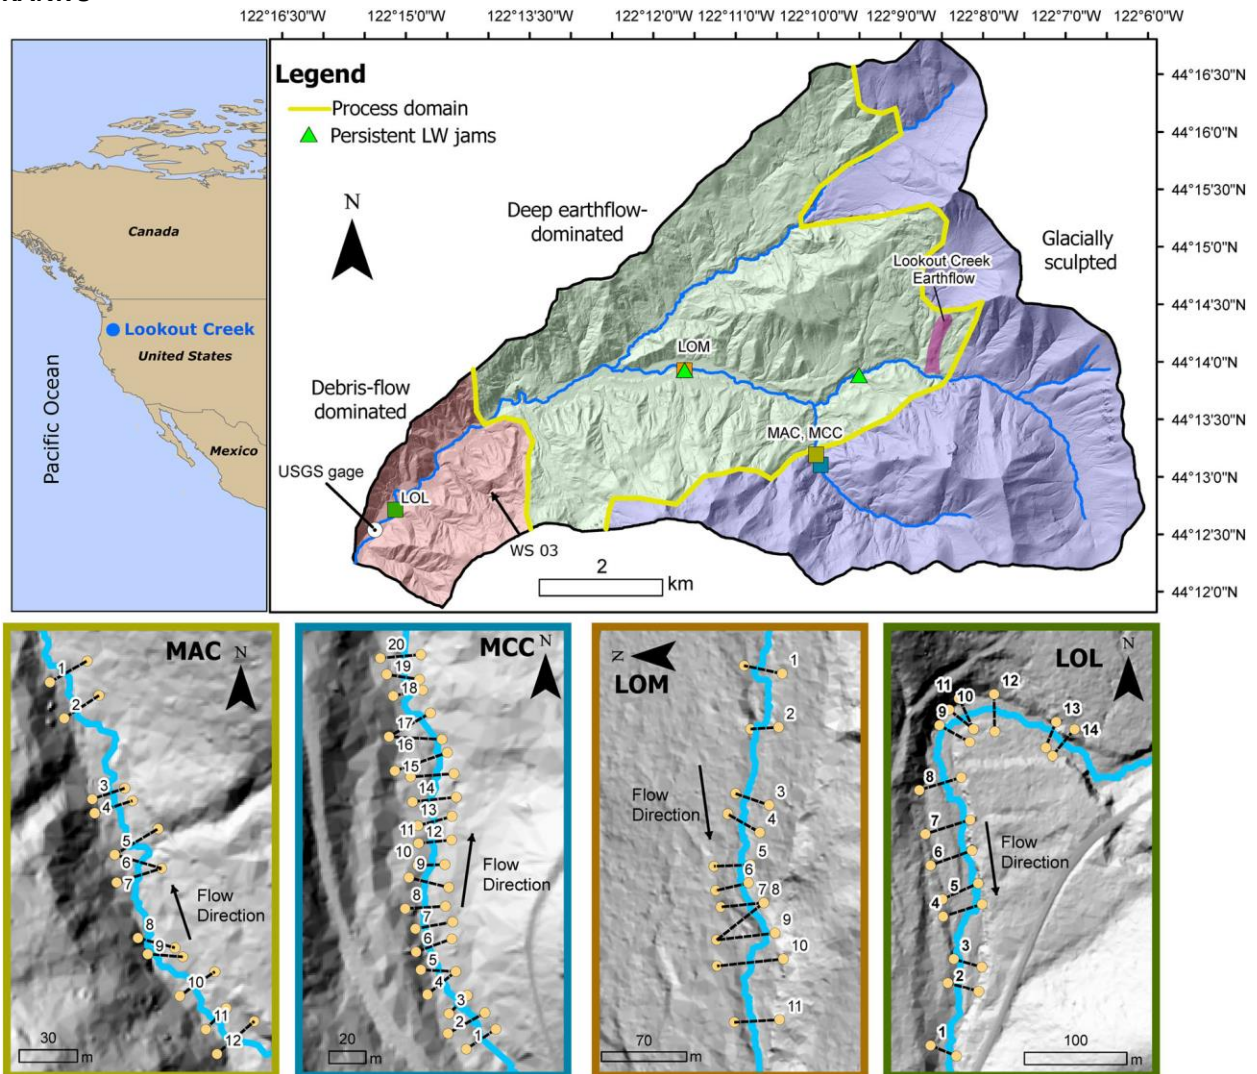 122°16'30"W 122°15'0"W 122°13'30"W 122°12'0"W 122°11'0"W 122°10'0"W 122°9'0"W 122°8'0"W 122°7'0"W 122°6'0"W
Legend
Process domain
Persistent LW jams
N
Canada
Lookout Creek
United States
Mexico
Pacific Ocean
Deep earthflow-
dominated
Glacially
sculpted
Lookout Creek
Earthflow
LOM
Debris-flow
dominated
MAC, MCC
USGS gage
LOL
WS 03
2
km
44°16'30"N
44°16'0"N
44°15'30"N
44°15'0"N
44°14'30"N
44°14'0"N
44°13'30"N
44°13'0"N
44°12'30"N
44°12'0"N
MAC
N
1
2
3
4
5
6
7
8
9
10
11
12
Flow
Direction
30
m
MCC
N
20
19
18
17
16
15
14
13
11 12
10
9
8
7
6
5
4
3
2
1
Flow
Direction
20
m
N
LOM
1
2
3
4
5
6
7 8
9
10
11
Flow
Direction
70
m
LOL
N
12
11
10
9
13
14
8
7
6
5
4
3
2
1
Flow
Direction
100
m